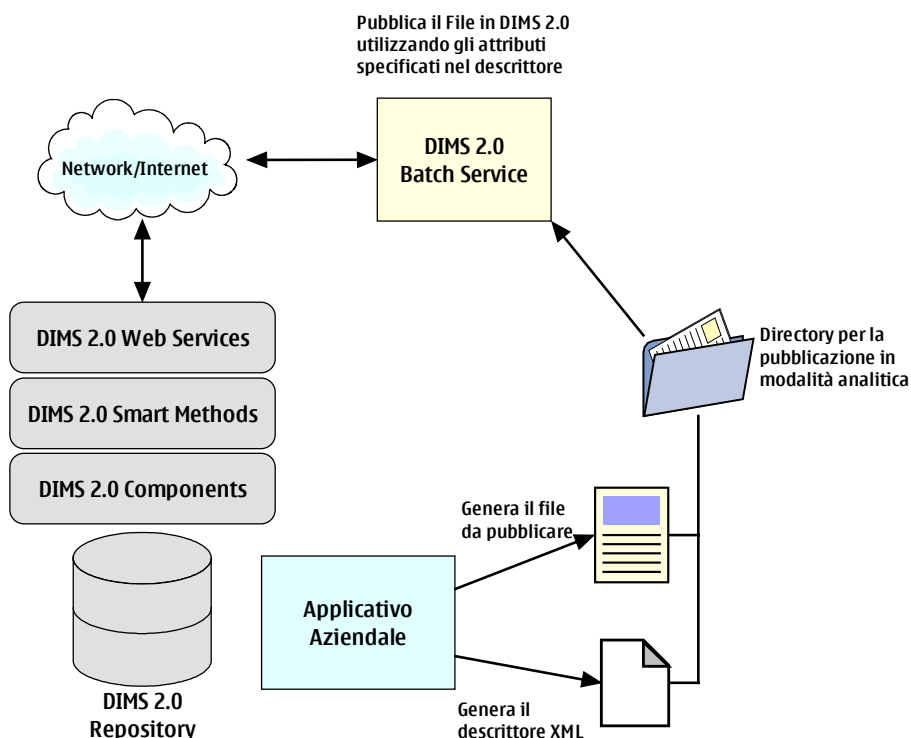 Pubblica il File in DIMS 2.0
utilizzando gli attributi
specificati nel descrittore
DIMS 2.0
Batch Service
Network/Internet
DIMS 2.0 Web Services
DIMS 2.0 Smart Methods
DIMS 2.0 Components
DIMS 2.0
Repository
Directory per la
pubblicazione in
modalità analitica
Genera il file
da pubblicare
Applicativo
Aziendale
Genera il
descrittore XML